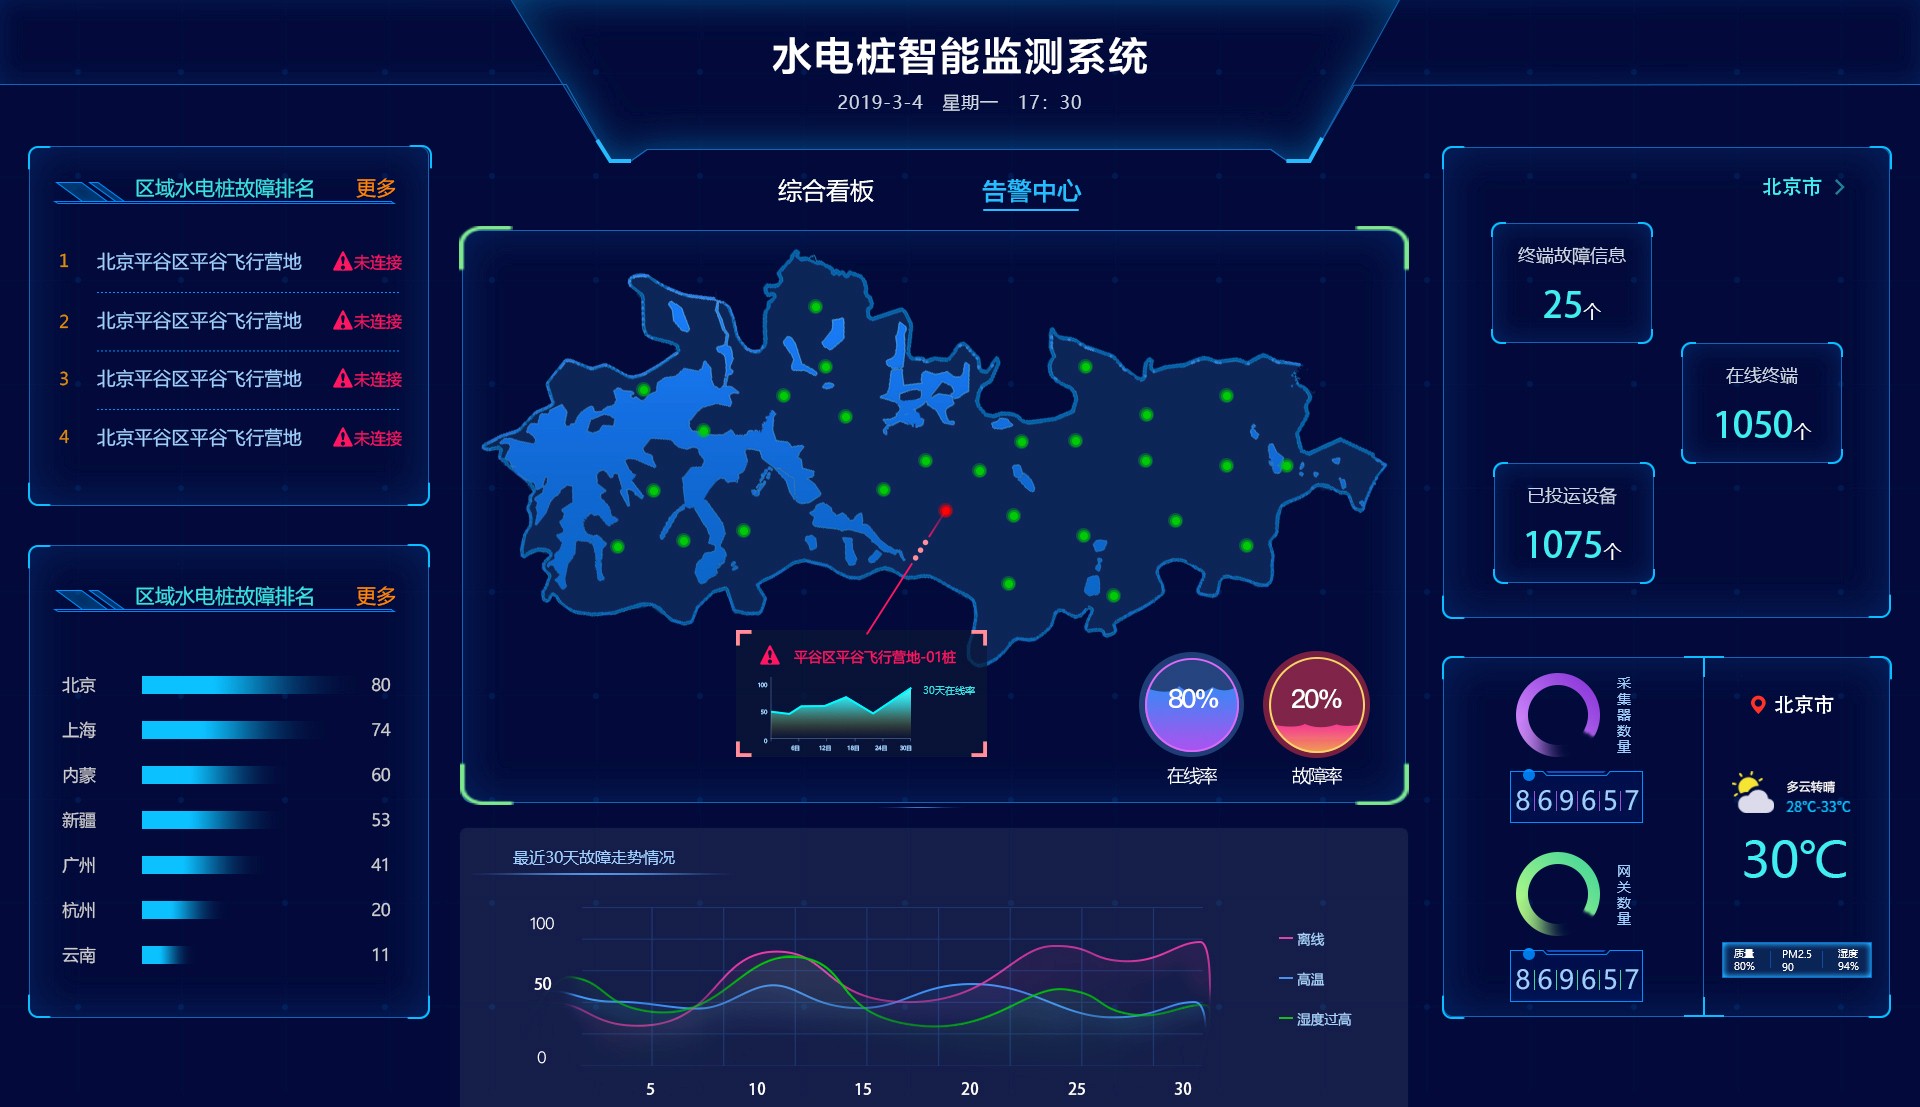 水电桩智能监测系统
2019-3-4 星期一 17：30
综合看板 告警中心
区域水电桩故障排名 更多
1 北京平谷区平谷飞行营地 未连接
2 北京平谷区平谷飞行营地 未连接
3 北京平谷区平谷飞行营地 未连接
4 北京平谷区平谷飞行营地 未连接
区域水电桩故障排名 更多
北京 80
上海 74
内蒙 60
新疆 53
广州 41
杭州 20
云南 11
平谷区平谷飞行营地-01桩
30天在线率
100
50
0
6日 12日 18日 24日 30日
80%
在线率
20%
故障率
最近30天故障走势情况
100
50
0
5 10 15 20 25 30
离线
高温
湿度过高
北京市
终端故障信息
25个
在线终端
1050个
已投运设备
1075个
采集器数量
869657
网关数量
869657
北京市
多云转晴
28℃-33℃
30℃
质量 PM2.5 湿度
80% 90 94%